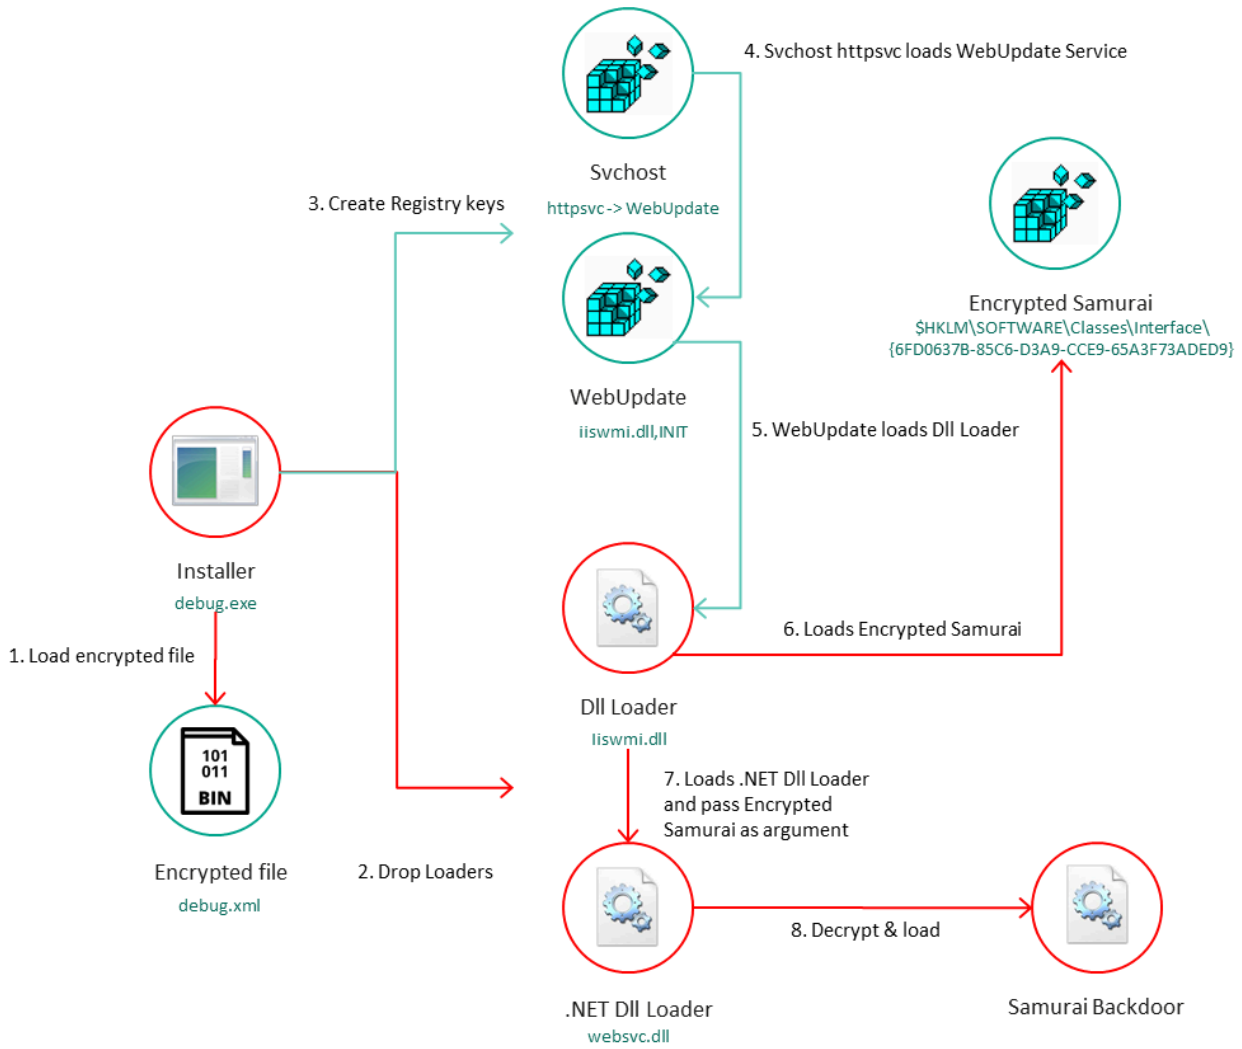 4. Svchost httpsvc loads WebUpdate Service
Svchost
httpsvc -> WebUpdate
3. Create Registry keys
Encrypted Samurai
$HKLM\SOFTWARE\Classes\Interface\
{6FD0637B-85C6-D3A9-CCE9-65A3F73ADED9}
WebUpdate
iiswmi.dll,INIT
5. WebUpdate loads Dll Loader
Installer
debug.exe
1. Load encrypted file
6. Loads Encrypted Samurai
Dll Loader
Iiswmi.dll
101
011
BIN
7. Loads .NET Dll Loader
and pass Encrypted
Samurai as argument
Encrypted file
debug.xml
2. Drop Loaders
8. Decrypt & load
.NET Dll Loader
websvc.dll
Samurai Backdoor